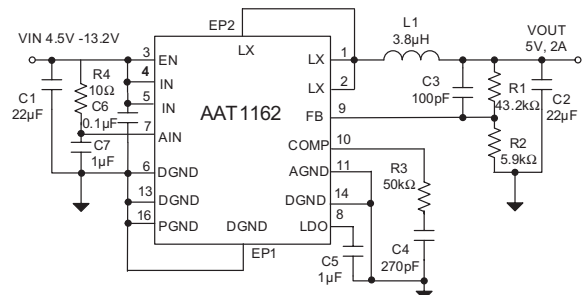 EP2
VIN 4.5V -13.2V
LX
3
EN
4
IN
5
IN
7
AIN
6
DGND
13
DGND
16
PGND
DGND
EP1
AAT1162
LX
1
LX
2
FB
9
COMP
10
AGND
11
DGND
14
LDO
8
C1
22µF
R4
10Ω
C6
0.1µF
C7
1µF
L1
3.8µH
VOUT
5V, 2A
C3
100pF
R1
43.2kΩ
C2
22µF
R2
5.9kΩ
R3
50kΩ
C4
270pF
C5
1µF